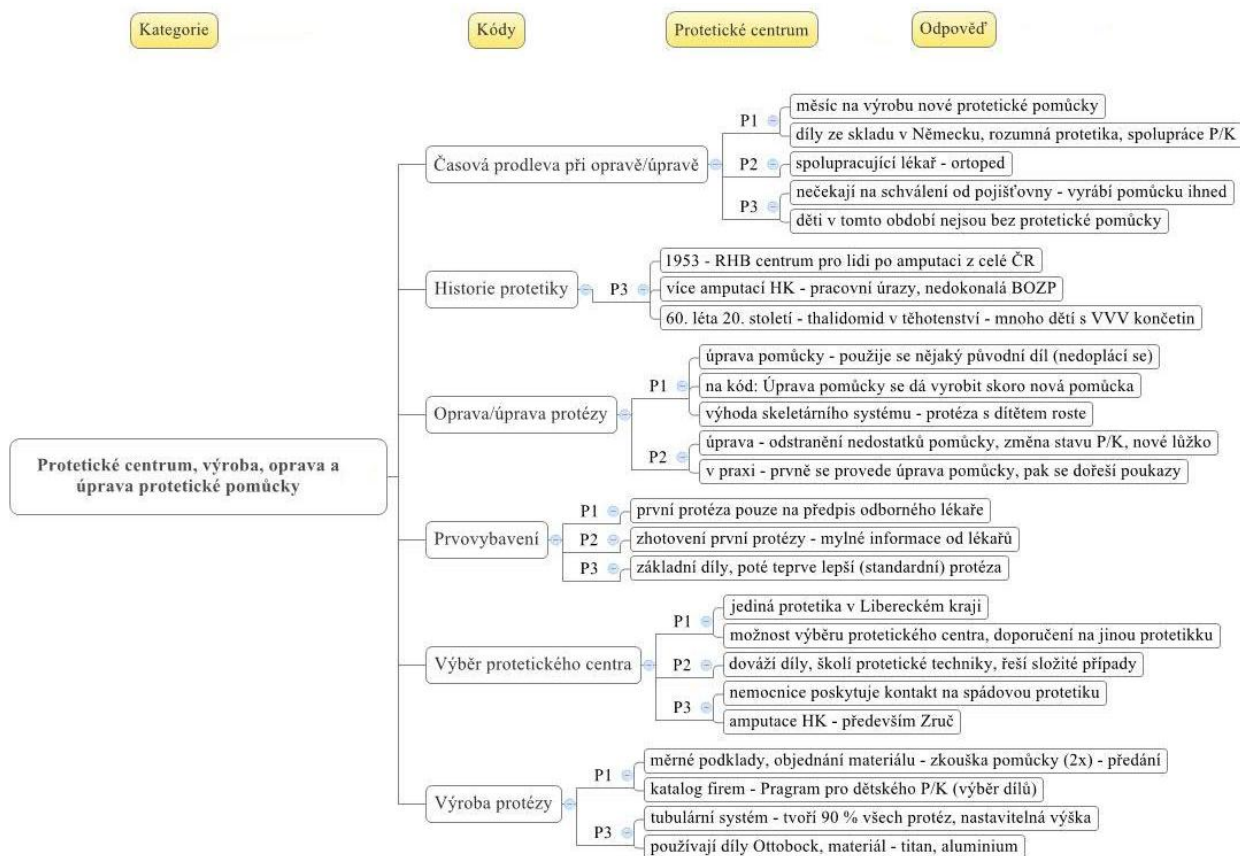 Kategorie
Kódy
Protetické centrum
Odpověď
Protetické centrum, výroba, oprava a
úprava protetické pomůcky
Časová prodleva při opravě/úpravě
P1
měsíc na výrobu nové protetické pomůcky
díly ze skladu v Německu, rozumná protetika, spolupráce P/K
P2
spolupracující lékař - ortoped
P3
nečekají na schválení od pojišťovny - vyrábí pomůcku ihned
děti v tomto období nejsou bez protetické pomůcky
Historie protetiky
P3
1953 - RHB centrum pro lidi po amputaci z celé ČR
více amputací HK - pracovní úrazy, nedokonalá BOZP
60. léta 20. století - thalidomid v těhotenství - mnoho dětí s VVV končetin
Oprava/úprava protézy
P1
úprava pomůcky - použije se nějaký původní díl (nedoplácí se)
na kód: Úprava pomůcky se dá vyrobit skoro nová pomůcka
výhoda skeletárního systému - protéza s dítětem roste
P2
úprava - odstranění nedostatků pomůcky, změna stavu P/K, nové lůžko
v praxi - prvně se provede úprava pomůcky, pak se dořeší poukazy
Prvovybavení
P1
první protéza pouze na předpis odborného lékaře
P2
zhotovení první protézy - mylné informace od lékařů
P3
základní díly, poté teprve lepší (standardní) protéza
Výběr protetického centra
P1
jediná protetika v Libereckém kraji
možnost výběru protetického centra, doporučení na jinou protetikku
P2
dováží díly, školí protetické techniky, řeší složité případy
P3
nemocnice poskytuje kontakt na spádovou protetiku
amputace HK - především Zruč
Výroba protézy
P1
měrné podklady, objednání materiálu - zkouška pomůcky (2x) - předání
katalog firem - Pragram pro dětského P/K (výběr dílů)
P3
tubulární systém - tvoří 90 % všech protéz, nastavitelná výška
používají díly Ottobock, materiál - titan, aluminium